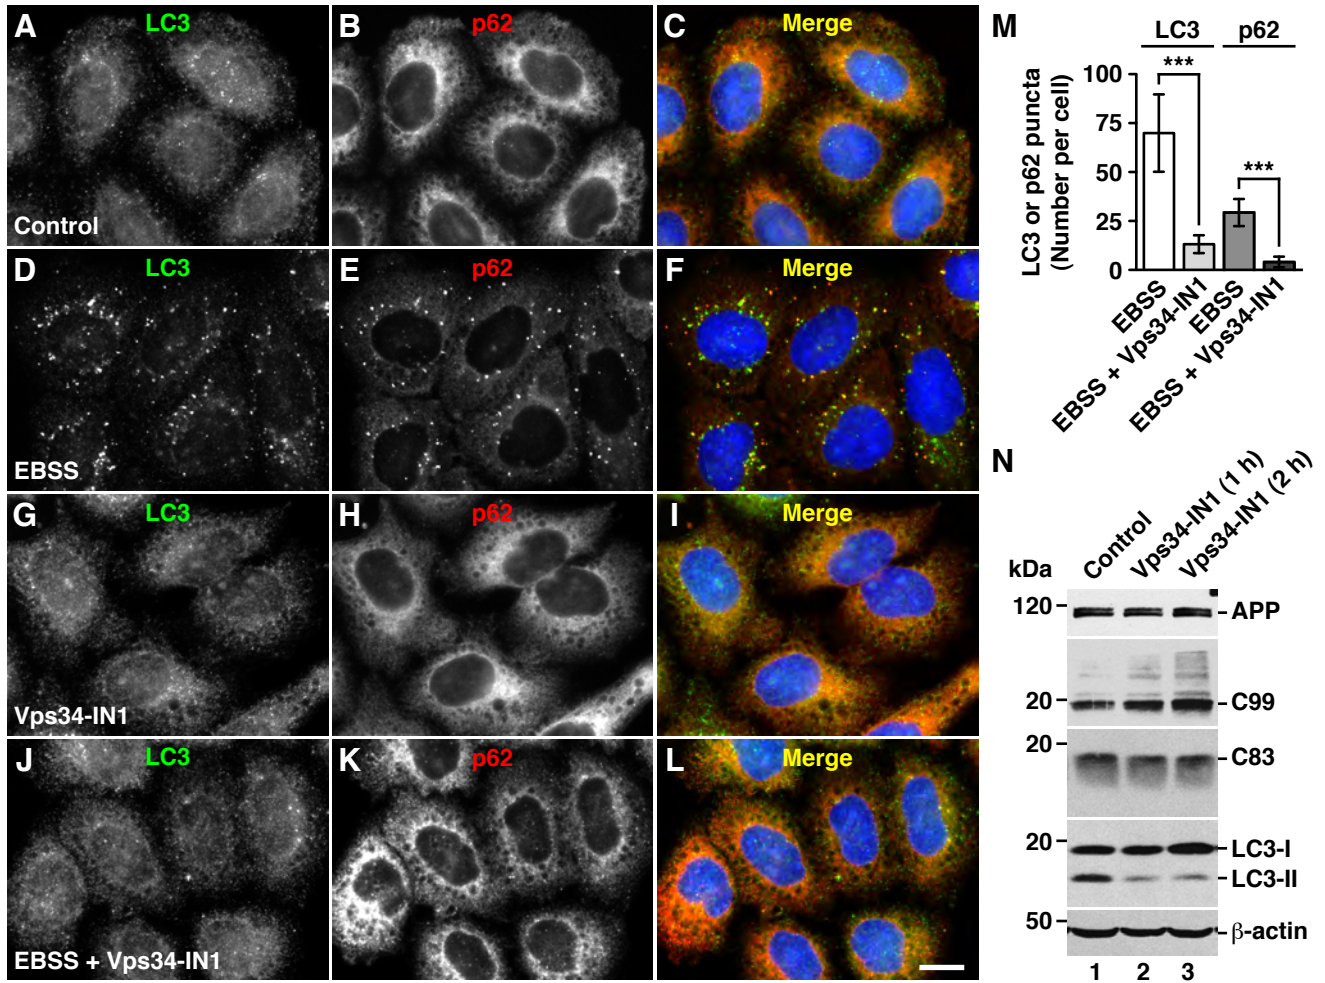 A LC3
B p62
C Merge
Control
D LC3
E p62
F Merge
EBSS
G LC3
H p62
I Merge
Vps34-IN1
J LC3
K p62
L Merge
EBSS + Vps34-IN1
M
LC3 p62
LC3 or p62 puncta
(Number per cell)
100
75
50
25
0
***
***
EBSS
EBSS + Vps34-IN1
EBSS
EBSS + Vps34-IN1
N
kDa
Control
Vps34-IN1 (1 h)
Vps34-IN1 (2 h)
120 APP
20 C99
20 C83
20 LC3-I
LC3-II
50 β-actin
1 2 3